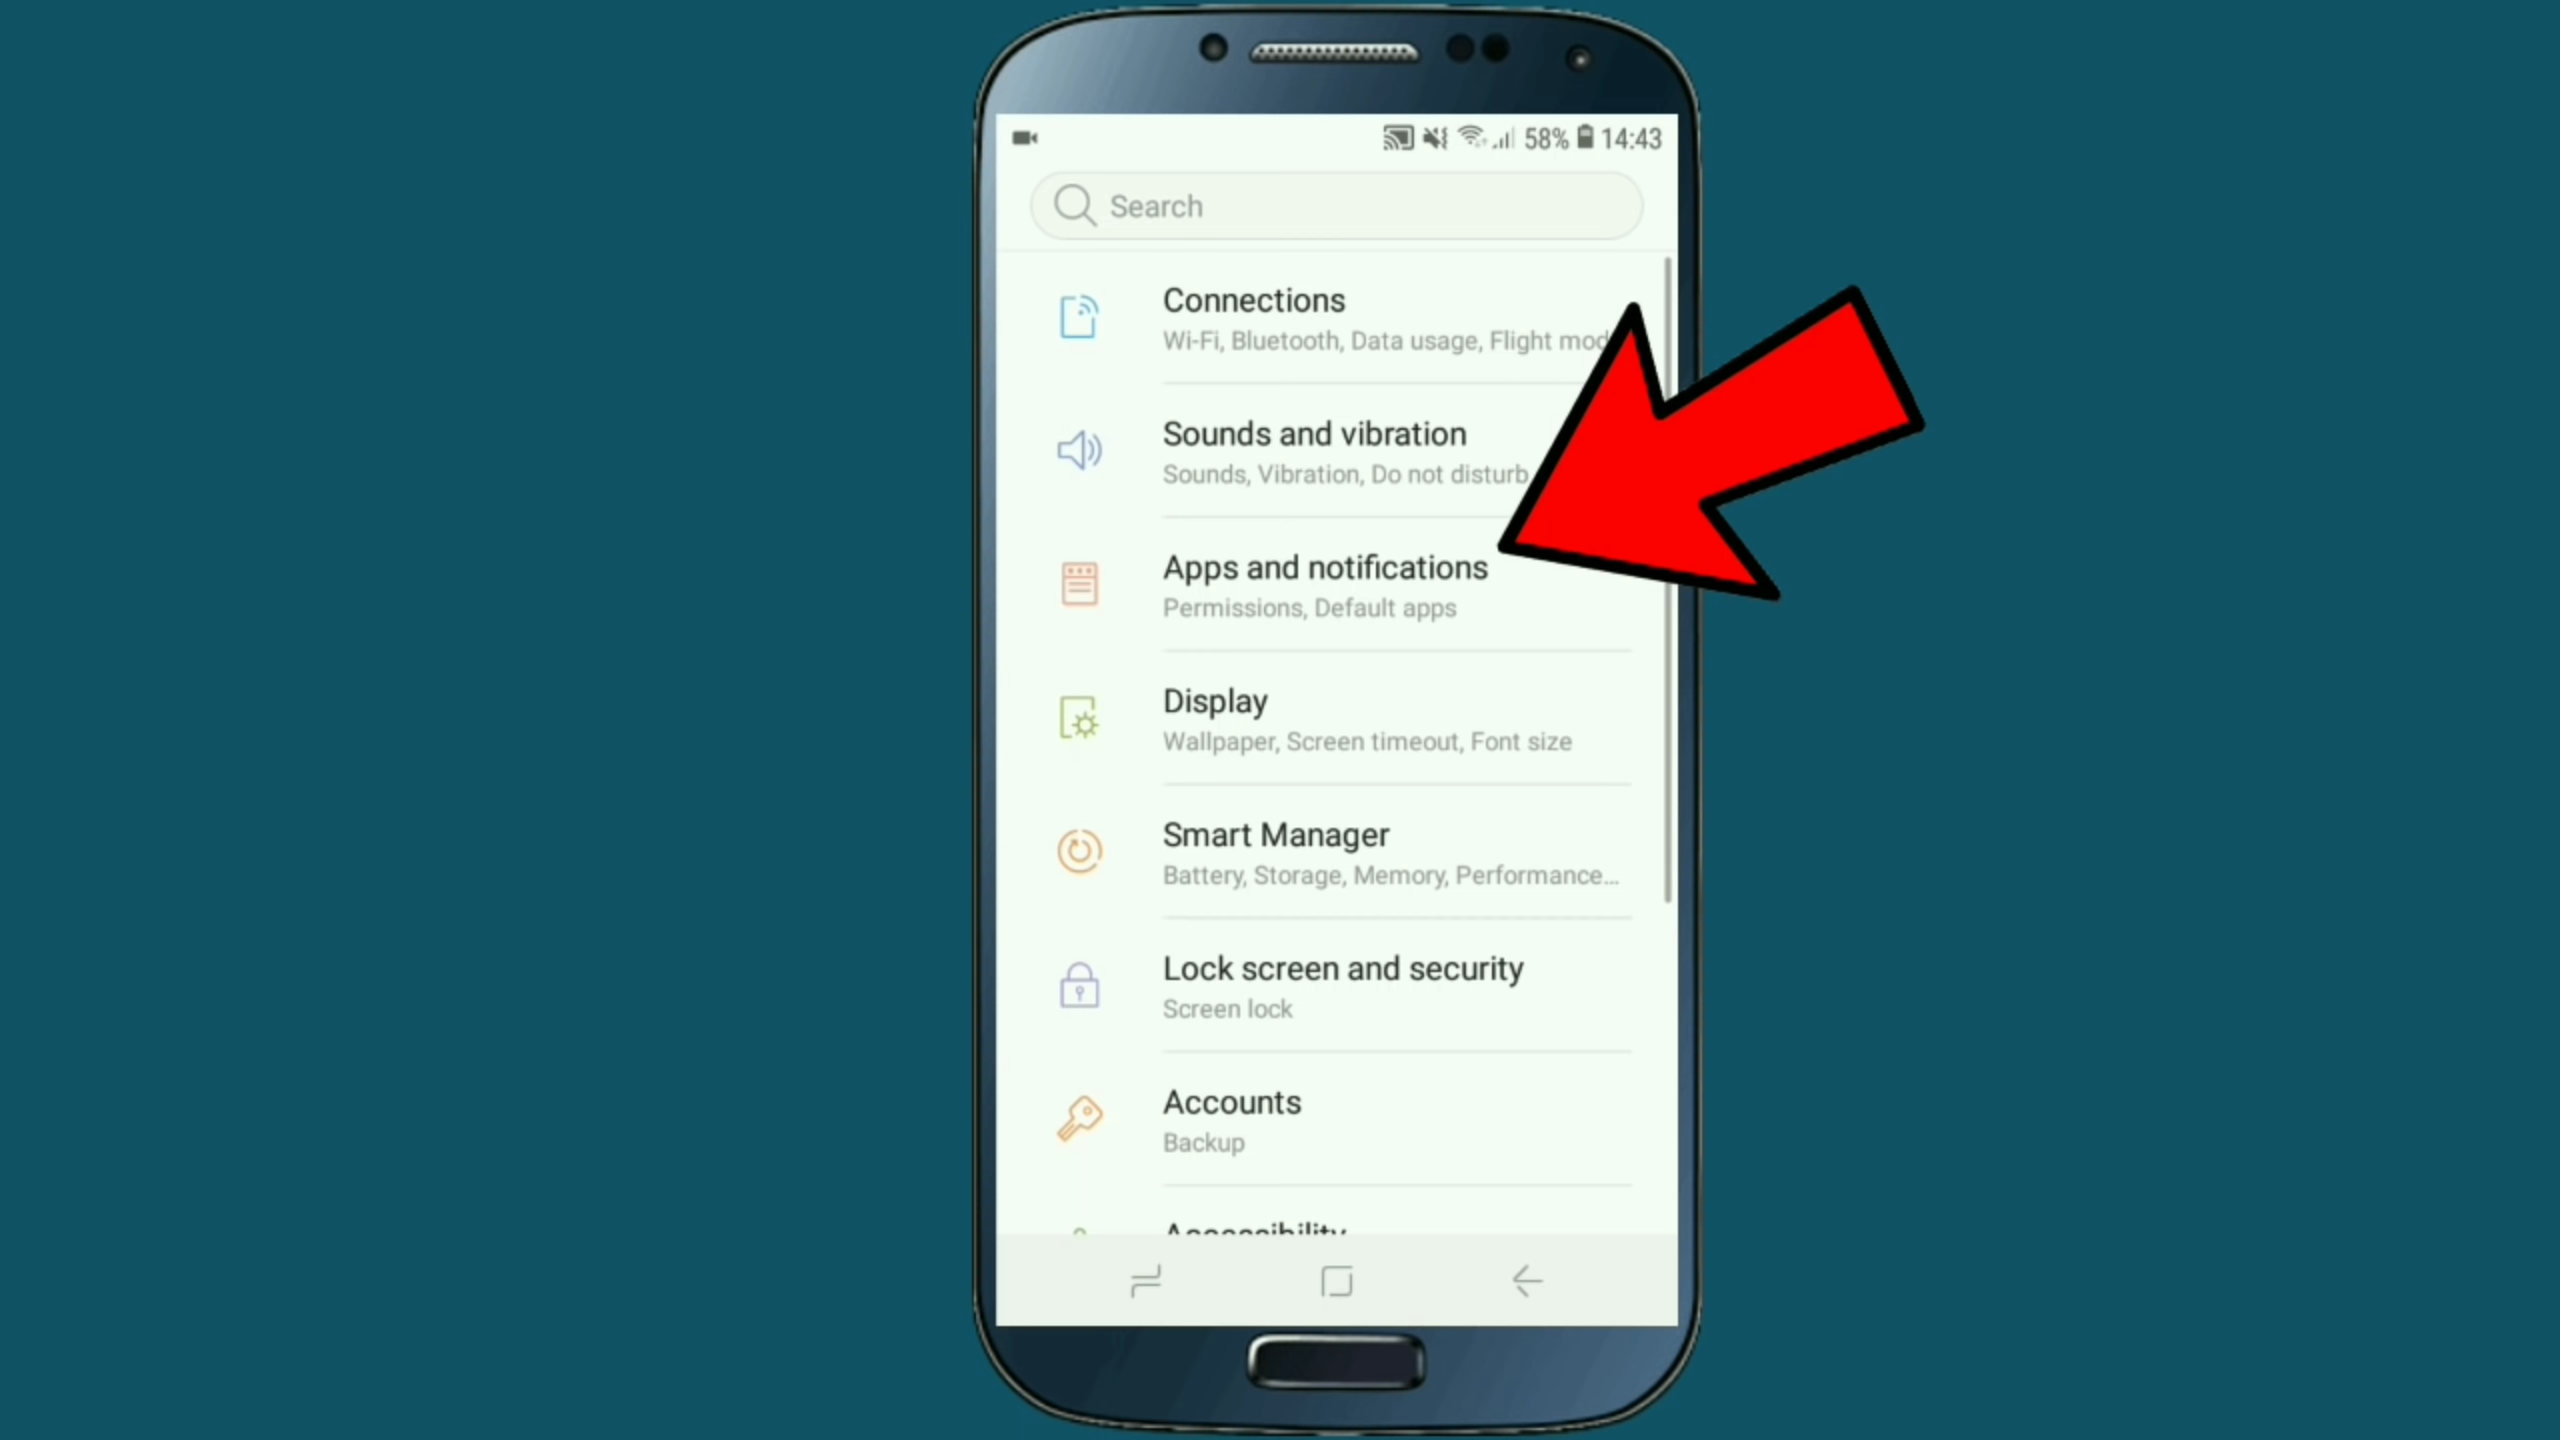 58% 14:43
Search
Connections
Wi-Fi, Bluetooth, Data usage, Flight mod
Sounds and vibration
Sounds, Vibration, Do not disturb
Apps and notifications
Permissions, Default apps
Display
Wallpaper, Screen timeout, Font size
Smart Manager
Battery, Storage, Memory, Performance...
Lock screen and security
Screen lock
Accounts
Backup
Accessibility